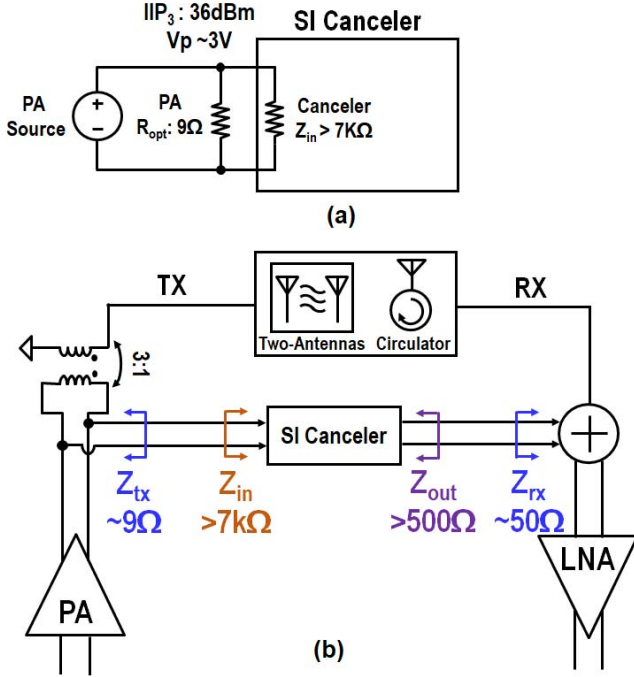 IIP3 : 36dBm
Vp ~3V
SI Canceler
PA
Source
PA
Ropt: 9Ω
Canceler
Zin > 7KΩ
(a)
TX
RX
Two-Antennas
Circulator
3:1
SI Canceler
Ztx
~9Ω
Zin
>7kΩ
Zout
>500Ω
Zrx
~50Ω
PA
LNA
(b)